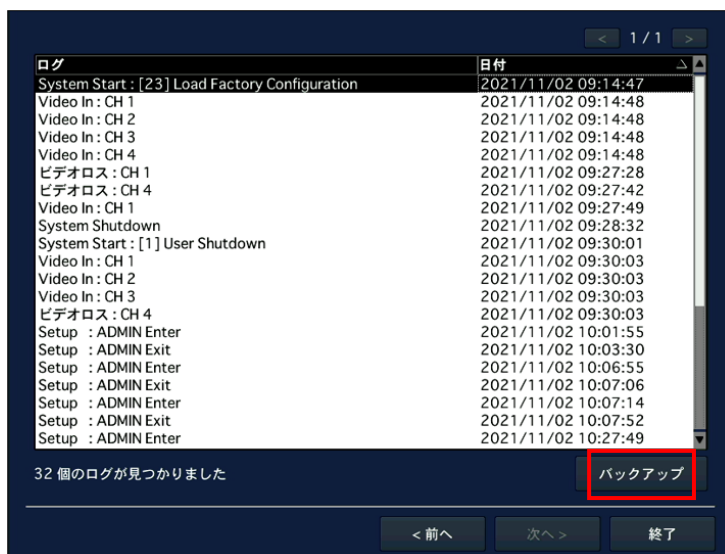 < 1 / 1 >
ログ 日付
System Start : [23] Load Factory Configuration 2021/11/02 09:14:47
Video In : CH 1 2021/11/02 09:14:48
Video In : CH 2 2021/11/02 09:14:48
Video In : CH 3 2021/11/02 09:14:48
Video In : CH 4 2021/11/02 09:14:48
ビデオロス : CH 1 2021/11/02 09:27:28
ビデオロス : CH 4 2021/11/02 09:27:42
Video In : CH 1 2021/11/02 09:27:49
System Shutdown 2021/11/02 09:28:32
System Start : [1] User Shutdown 2021/11/02 09:30:01
Video In : CH 1 2021/11/02 09:30:03
Video In : CH 2 2021/11/02 09:30:03
Video In : CH 3 2021/11/02 09:30:03
ビデオロス : CH 4 2021/11/02 09:30:03
Setup : ADMIN Enter 2021/11/02 10:01:55
Setup : ADMIN Exit 2021/11/02 10:03:30
Setup : ADMIN Enter 2021/11/02 10:06:55
Setup : ADMIN Exit 2021/11/02 10:07:06
Setup : ADMIN Enter 2021/11/02 10:07:14
Setup : ADMIN Exit 2021/11/02 10:07:52
Setup : ADMIN Enter 2021/11/02 10:27:49
32 個のログが見つかりました バックアップ
< 前へ 次へ > 終了